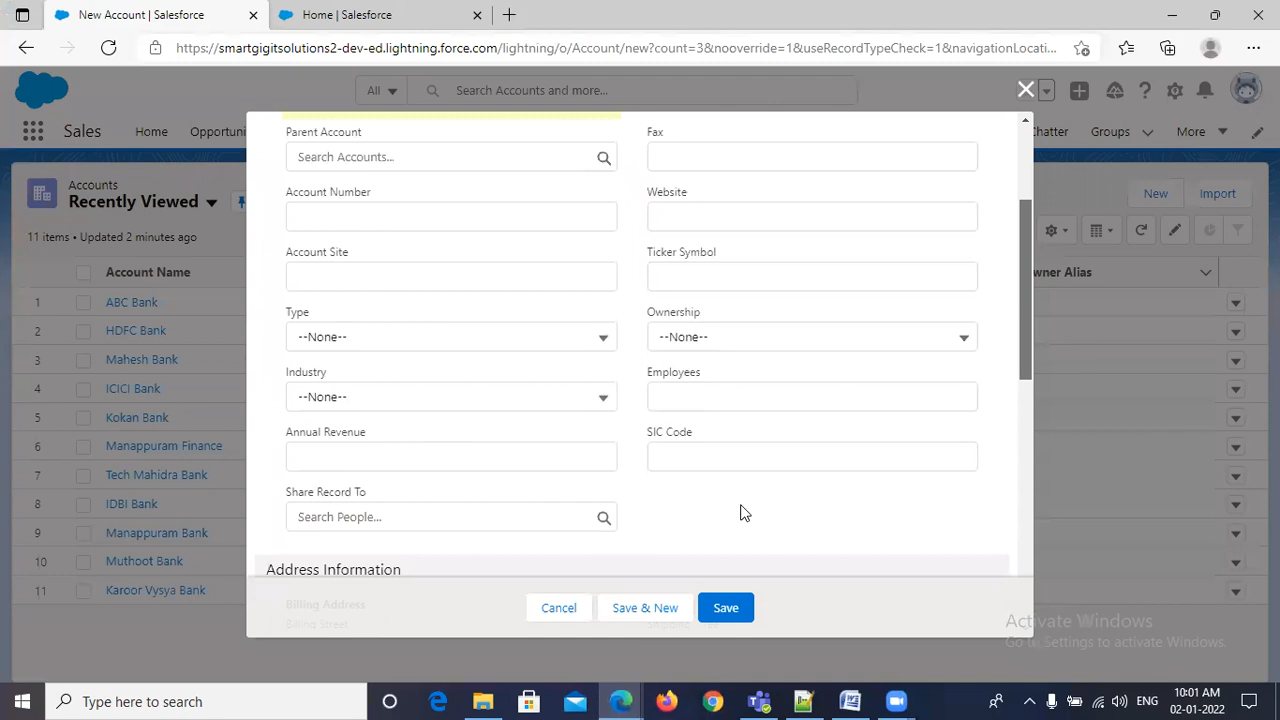 New Account | Salesforce
Home | Salesforce
https://smartgigitsolutions2-dev-ed.lightning.force.com/lightning/o/Account/new?count=3&nooverride=1&useRecordTypeCheck=1&navigationLocati...
All
Search Accounts and more...
Sales
Home
Opportuni
Chatter
Groups
More
Accounts
Recently Viewed
New
Import
11 items • Updated 2 minutes ago
Account Name
wner Alias
1 ABC Bank
2 HDFC Bank
3 Mahesh Bank
4 ICICI Bank
5 Kokan Bank
6 Manappuram Finance
7 Tech Mahidra Bank
8 IDBI Bank
9 Manappuram Bank
10 Muthoot Bank
11 Karoor Vysya Bank
Parent Account
Search Accounts...
Fax
Account Number
Website
Account Site
Ticker Symbol
Type
--None--
Ownership
--None--
Industry
--None--
Employees
Annual Revenue
SIC Code
Share Record To
Search People...
Address Information
Billing Address
Billing Street
Cancel
Save & New
Save
Activate Windows
Go to Settings to activate Windows.
Type here to search
ENG
10:01 AM
02-01-2022